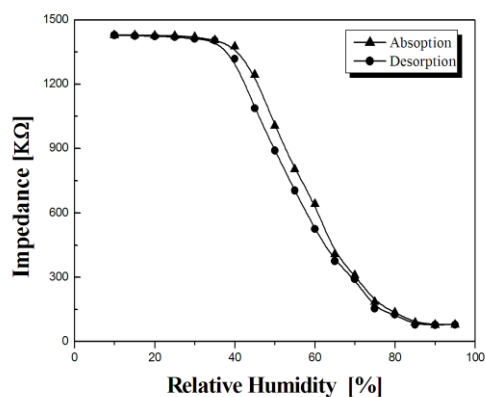 1500
1200
900
600
300
0
Impedance [KΩ]
Absoption
Desorption
0 20 40 60 80 100
Relative Humidity [%]